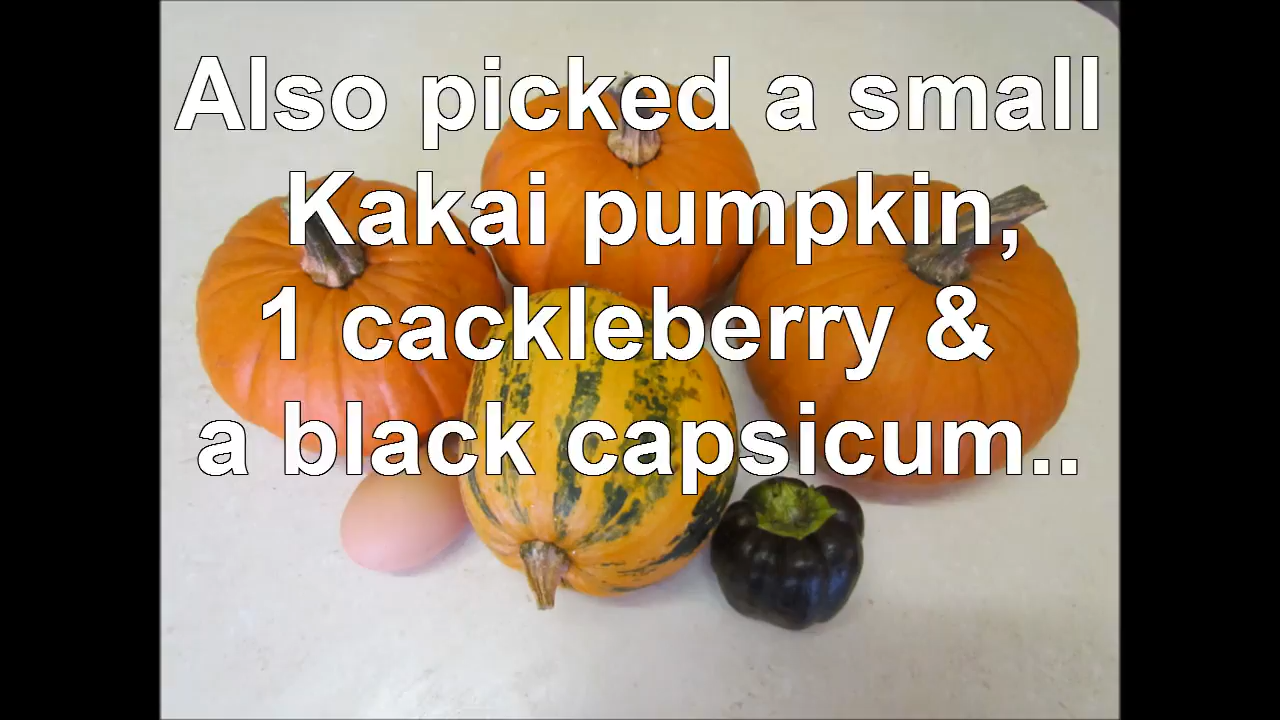 Also picked a small
Kakai pumpkin,
1 cackleberry &
a black capsicum..